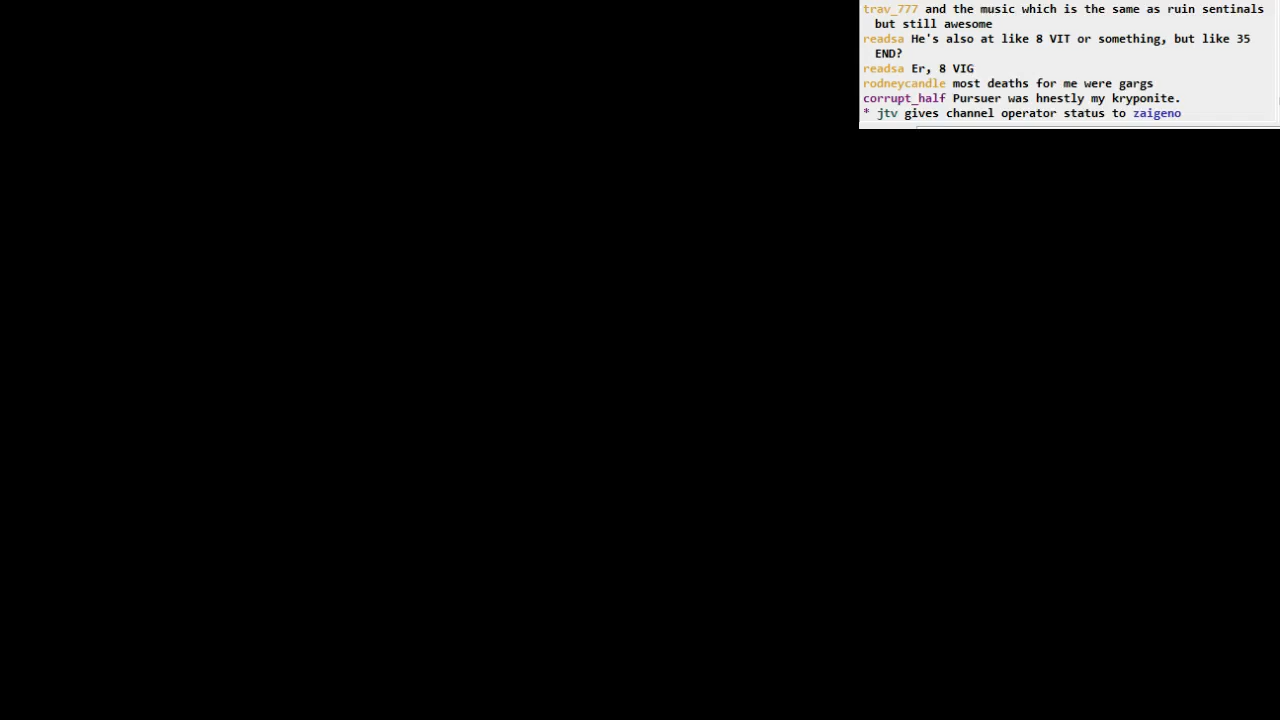 trav_777 and the music which is the same as ruin sentinals
but still awesome
readsa He's also at like 8 VIT or something, but like 35
END?
readsa Er, 8 VIG
rodneycandle most deaths for me were gargs
corrupt_half Pursuer was hnestly my kryponite.
* jtv gives channel operator status to zaigeno